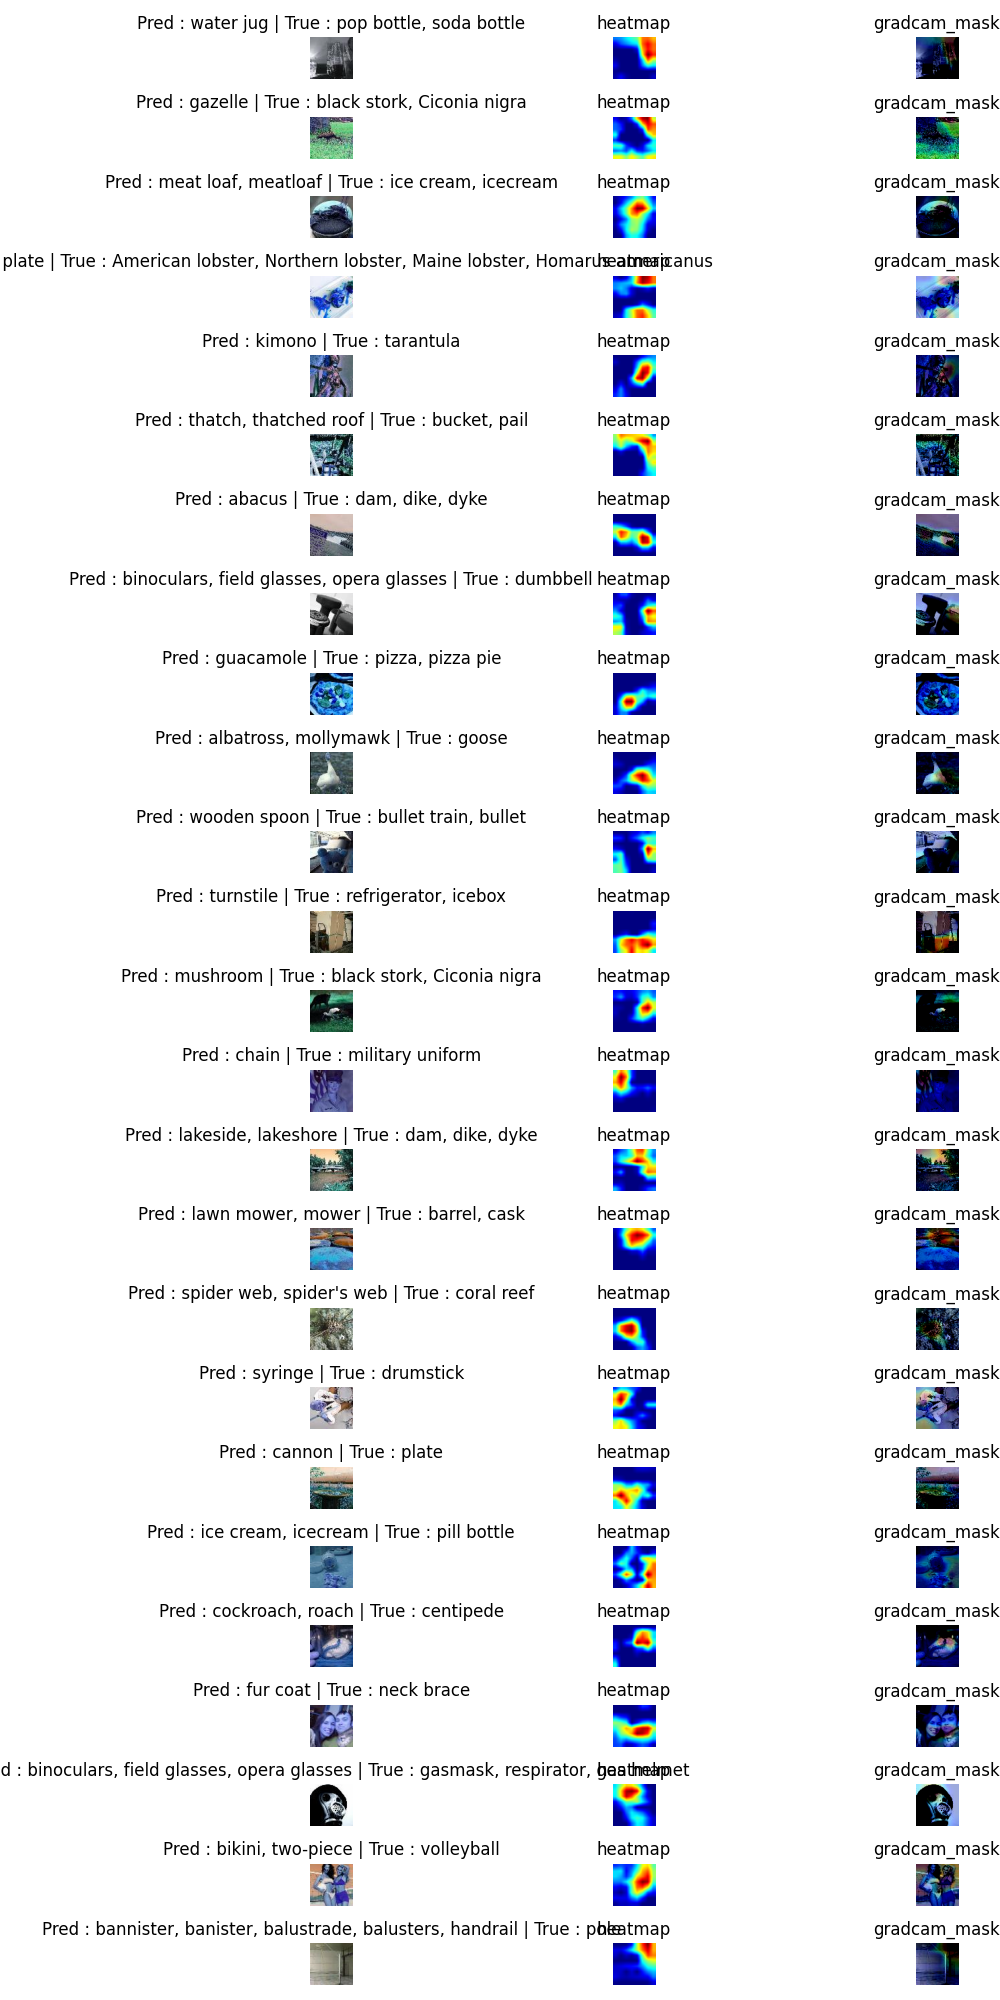 Pred : water jug | True : pop bottle, soda bottle heatmap gradcam_mask
Pred : gazelle | True : black stork, Ciconia nigra heatmap gradcam_mask
Pred : meat loaf, meatloaf | True : ice cream, icecream heatmap gradcam_mask
plate | True : American lobster, Northern lobster, Maine lobster, Homarus americanus heatmap gradcam_mask
Pred : kimono | True : tarantula heatmap gradcam_mask
Pred : thatch, thatched roof | True : bucket, pail heatmap gradcam_mask
Pred : abacus | True : dam, dike, dyke heatmap gradcam_mask
Pred : binoculars, field glasses, opera glasses | True : dumbbell heatmap gradcam_mask
Pred : guacamole | True : pizza, pizza pie heatmap gradcam_mask
Pred : albatross, mollymawk | True : goose heatmap gradcam_mask
Pred : wooden spoon | True : bullet train, bullet heatmap gradcam_mask
Pred : turnstile | True : refrigerator, icebox heatmap gradcam_mask
Pred : mushroom | True : black stork, Ciconia nigra heatmap gradcam_mask
Pred : chain | True : military uniform heatmap gradcam_mask
Pred : lakeside, lakeshore | True : dam, dike, dyke heatmap gradcam_mask
Pred : lawn mower, mower | True : barrel, cask heatmap gradcam_mask
Pred : spider web, spider's web | True : coral reef heatmap gradcam_mask
Pred : syringe | True : drumstick heatmap gradcam_mask
Pred : cannon | True : plate heatmap gradcam_mask
Pred : ice cream, icecream | True : pill bottle heatmap gradcam_mask
Pred : cockroach, roach | True : centipede heatmap gradcam_mask
Pred : fur coat | True : neck brace heatmap gradcam_mask
d : binoculars, field glasses, opera glasses | True : gasmask, respirator, gas helmet heatmap gradcam_mask
Pred : bikini, two-piece | True : volleyball heatmap gradcam_mask
Pred : bannister, banister, balustrade, balusters, handrail | True : pole heatmap gradcam_mask